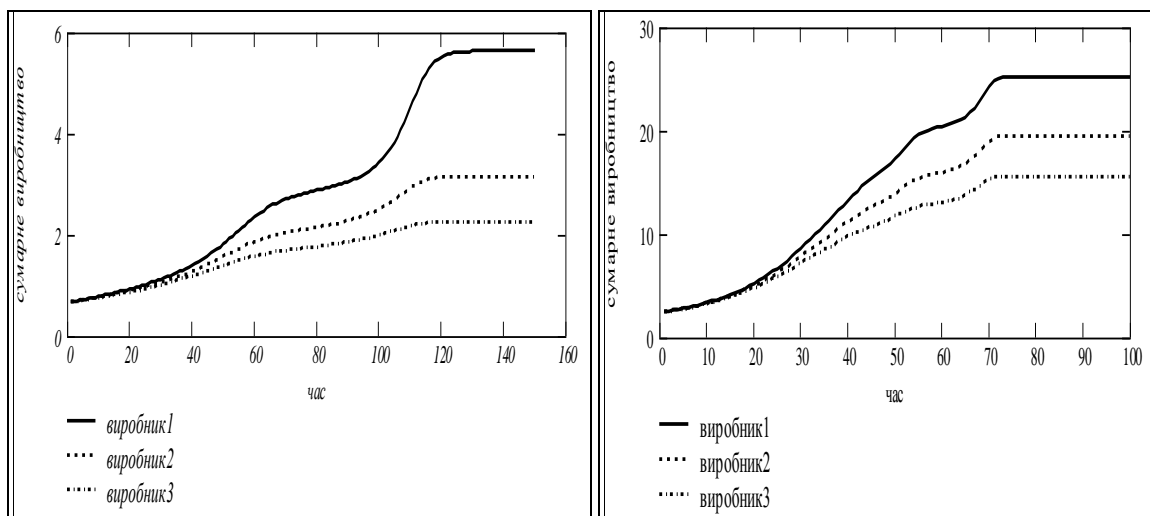 6
4
2
0
сумарне виробництво
0 20 40 60 80 100 120 140 160
час
виробник1
виробник2
виробник3
30
20
10
0
сумарне виробництво
0 10 20 30 40 50 60 70 80 90 100
час
виробник1
виробник2
виробник3